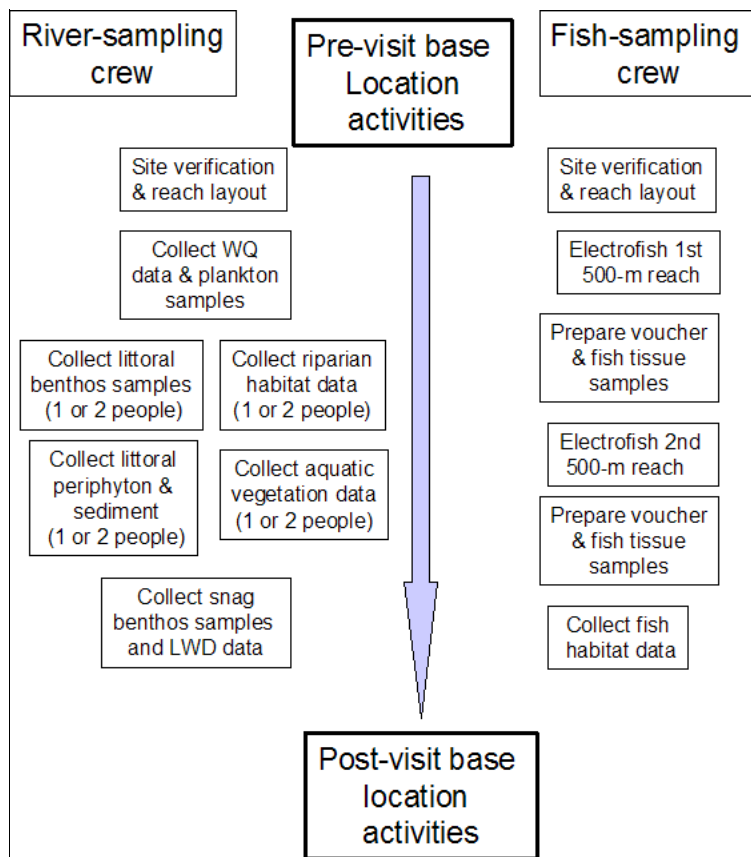 River-sampling
crew
Pre-visit base
Location
activities
Fish-sampling
crew
Site verification
& reach layout
Collect WQ
data & plankton
samples
Collect littoral
benthos samples
(1 or 2 people)
Collect riparian
habitat data
(1 or 2 people)
Collect littoral
periphyton &
sediment
(1 or 2 people)
Collect aquatic
vegetation data
(1 or 2 people)
Collect snag
benthos samples
and LWD data
Site verification
& reach layout
Electrofish 1st
500-m reach
Prepare voucher
& fish tissue
samples
Electrofish 2nd
500-m reach
Prepare voucher
& fish tissue
samples
Collect fish
habitat data
Post-visit base
location
activities